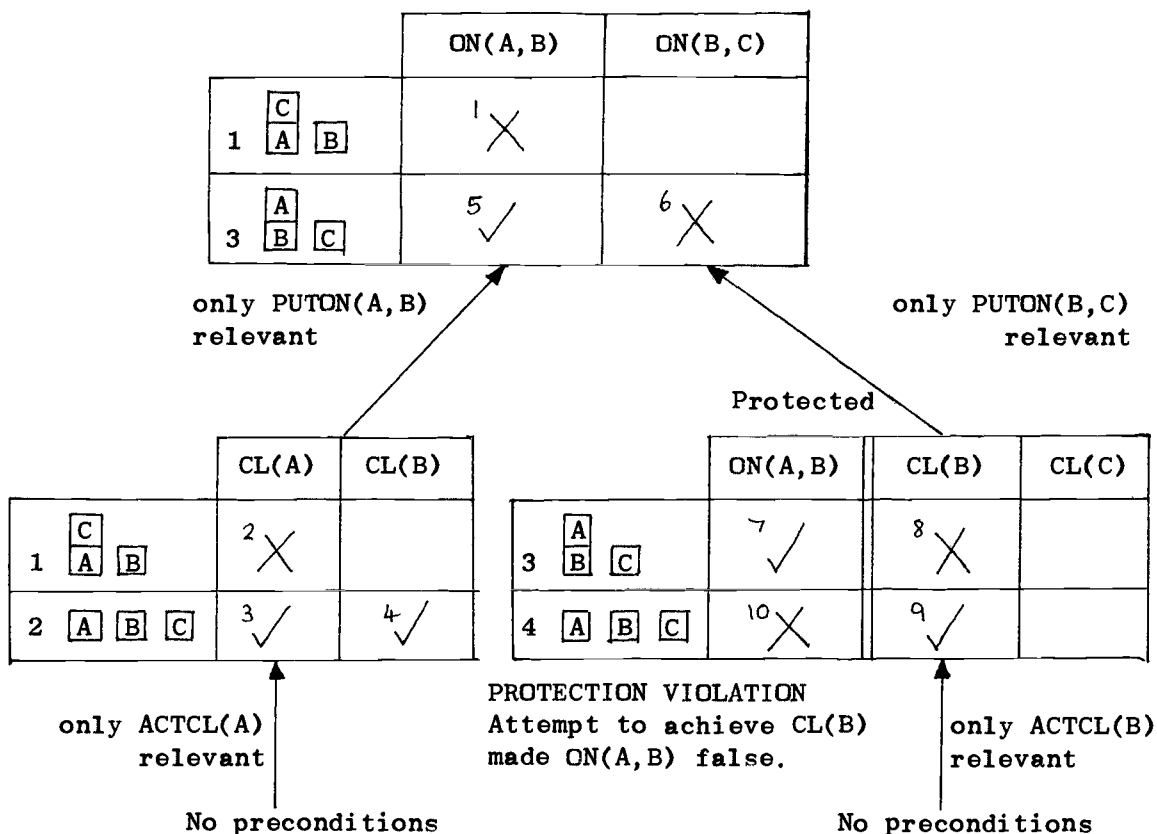 ON(A,B) ON(B,C)
C
1 A B 1
A 5 6
3 B C
only PUTON(A,B) only PUTON(B,C)
relevant relevant
Protected
CL(A) CL(B) ON(A,B) CL(B) CL(C)
C 2 A 7 8
1 A B 3 B C
2 A B C 3 4 4 A B C 10 9
PROTECTION VIOLATION
only ACTCL(A) Attempt to achieve CL(B) only ACTCL(B)
relevant made ON(A,B) false. relevant
No preconditions No preconditions